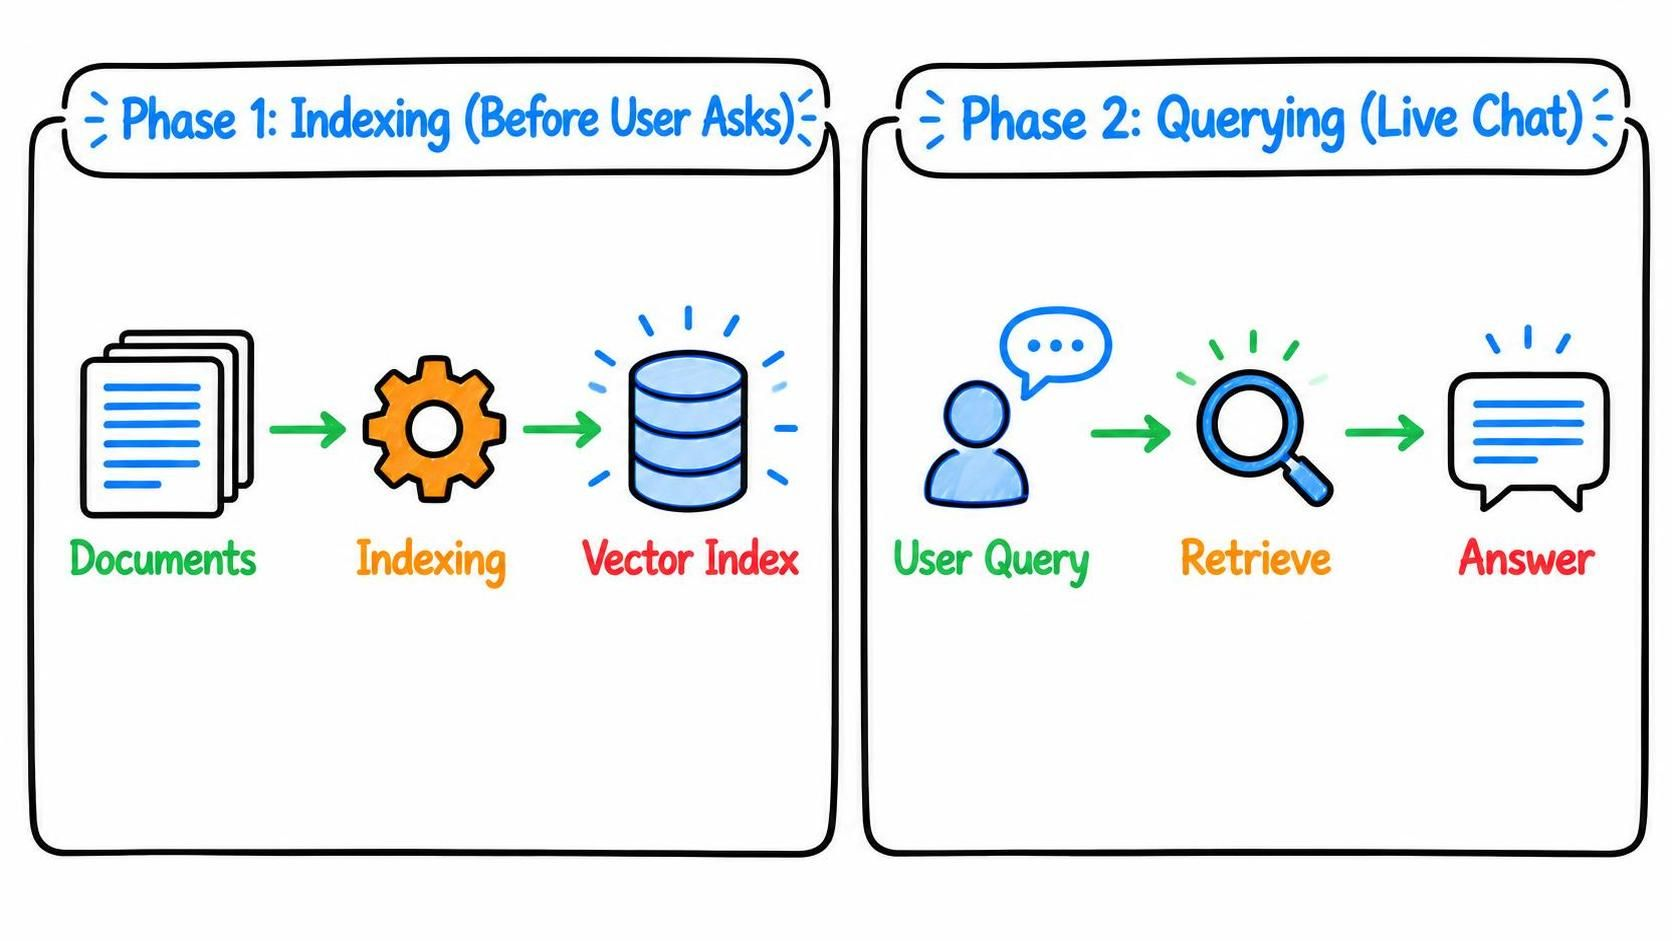 Phase 1: Indexing (Before User Asks)
Documents
Indexing
Vector Index
Phase 2: Querying (Live Chat)
User Query
Retrieve
Answer